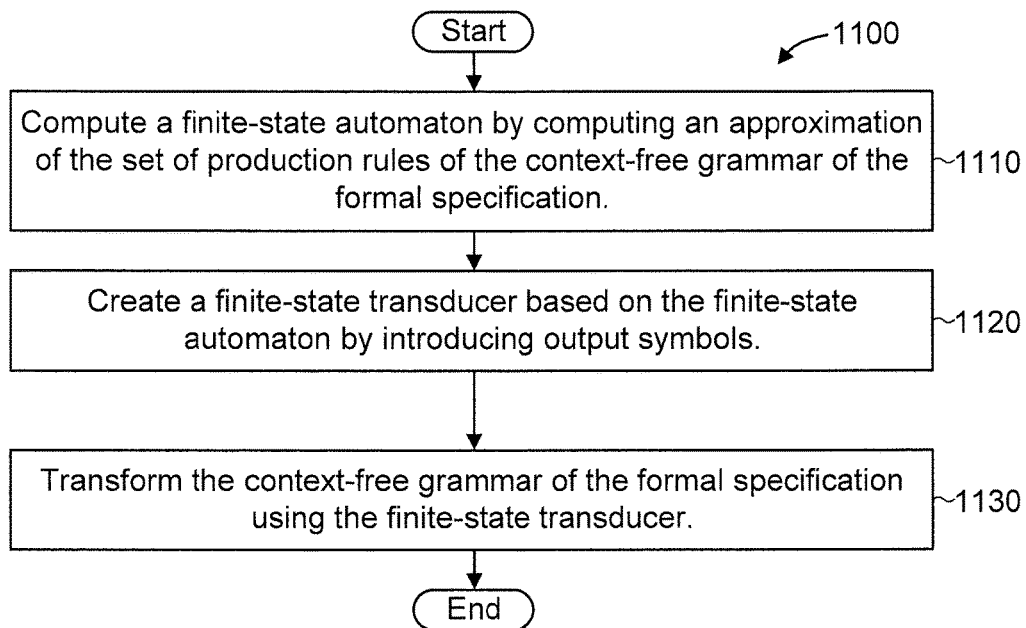 Start
1100
Compute a finite-state automaton by computing an approximation
of the set of production rules of the context-free grammar of the
formal specification.
1110
Create a finite-state transducer based on the finite-state
automaton by introducing output symbols.
1120
Transform the context-free grammar of the formal specification
using the finite-state transducer.
1130
End